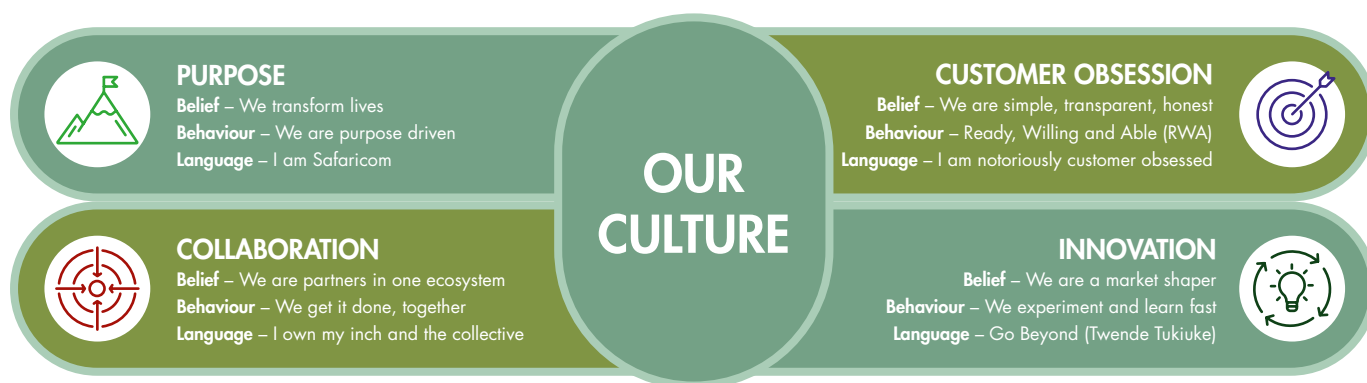 PURPOSE
Belief – We transform lives
Behaviour – We are purpose driven
Language – I am Safaricom
CUSTOMER OBSESSION
Belief – We are simple, transparent, honest
Behaviour – Ready, Willing and Able (RWA)
Language – I am notoriously customer obsessed
OUR
CULTURE
COLLABORATION
Belief – We are partners in one ecosystem
Behaviour – We get it done, together
Language – I own my inch and the collective
INNOVATION
Belief – We are a market shaper
Behaviour – We experiment and learn fast
Language – Go Beyond (Twende Tukiuke)